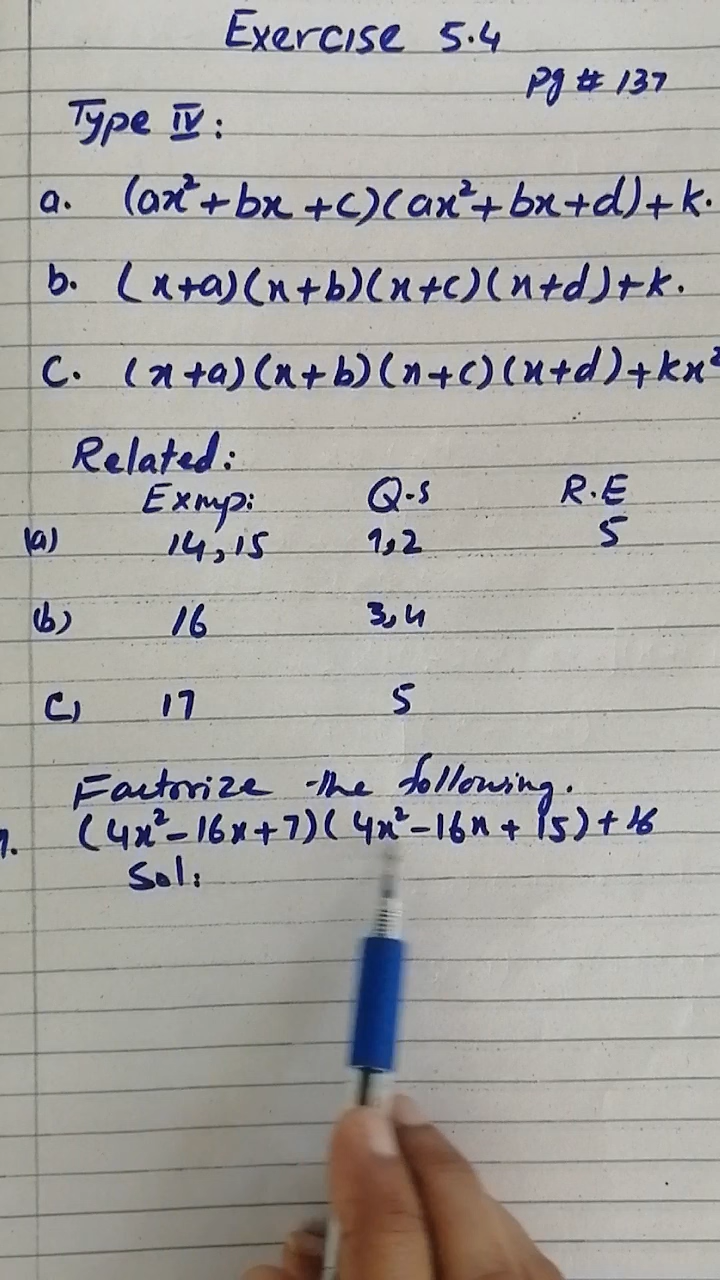 Exercise 5.4
Pg # 137
Type IV:
a. (ax²+bx+c)(ax²+bx+d)+k.
b. (x+a)(x+b)(x+c)(x+d)+k.
C. (x+a)(x+b)(x+c)(x+d)+kx²
Related:
Exmp: Q.s R.E
(a) 14,15 1,2 5
(b) 16 3,4
C) 17 5
Factorize the following.
1. (4x²-16x+7)(4x²-16x+15)+16
Sol: